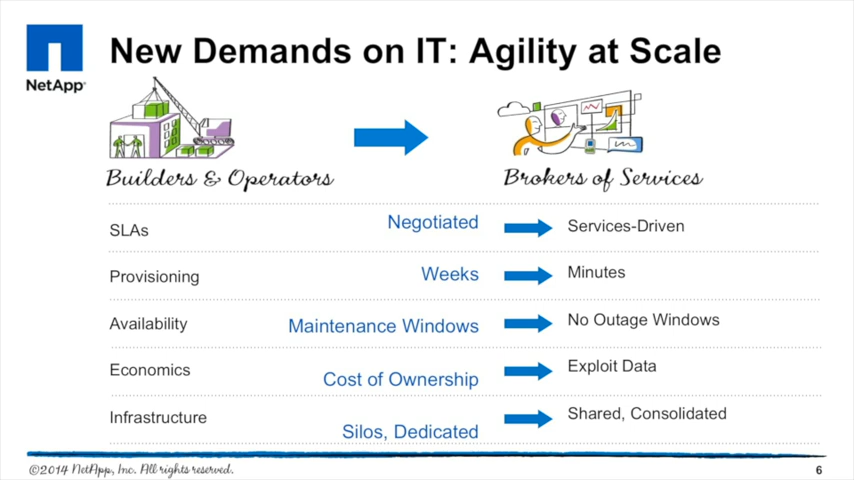 New Demands on IT: Agility at Scale
NetApp®
Builders & Operators
Brokers of Services
SLAs Negotiated Services-Driven
Provisioning Weeks Minutes
Availability Maintenance Windows No Outage Windows
Economics Cost of Ownership Exploit Data
Infrastructure Silos, Dedicated Shared, Consolidated
©2014 NetApp, Inc. All rights reserved.
6